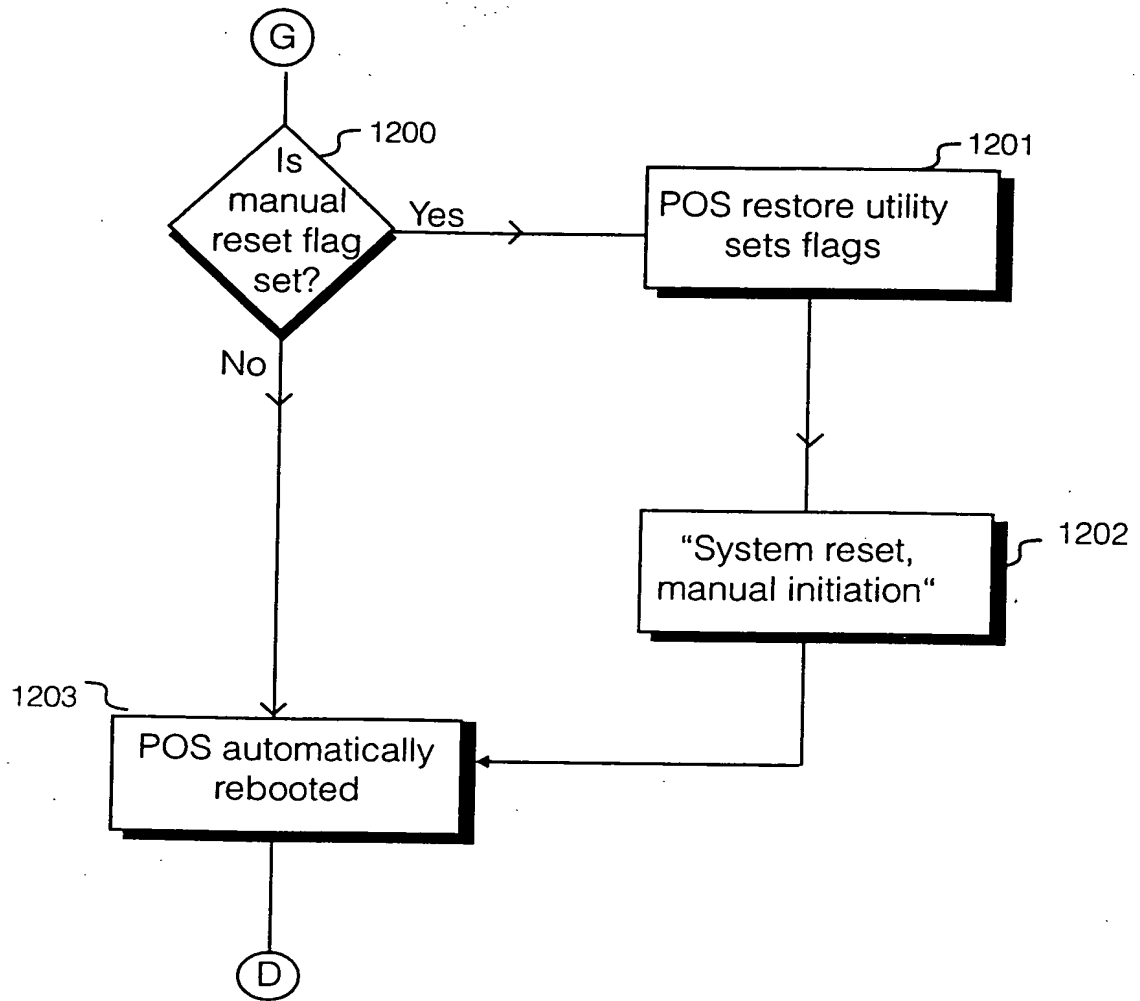 G
1200
Is
manual
reset flag
set?
Yes
No
1201
POS restore utility
sets flags
1202
“System reset,
manual initiation“
1203
POS automatically
rebooted
D